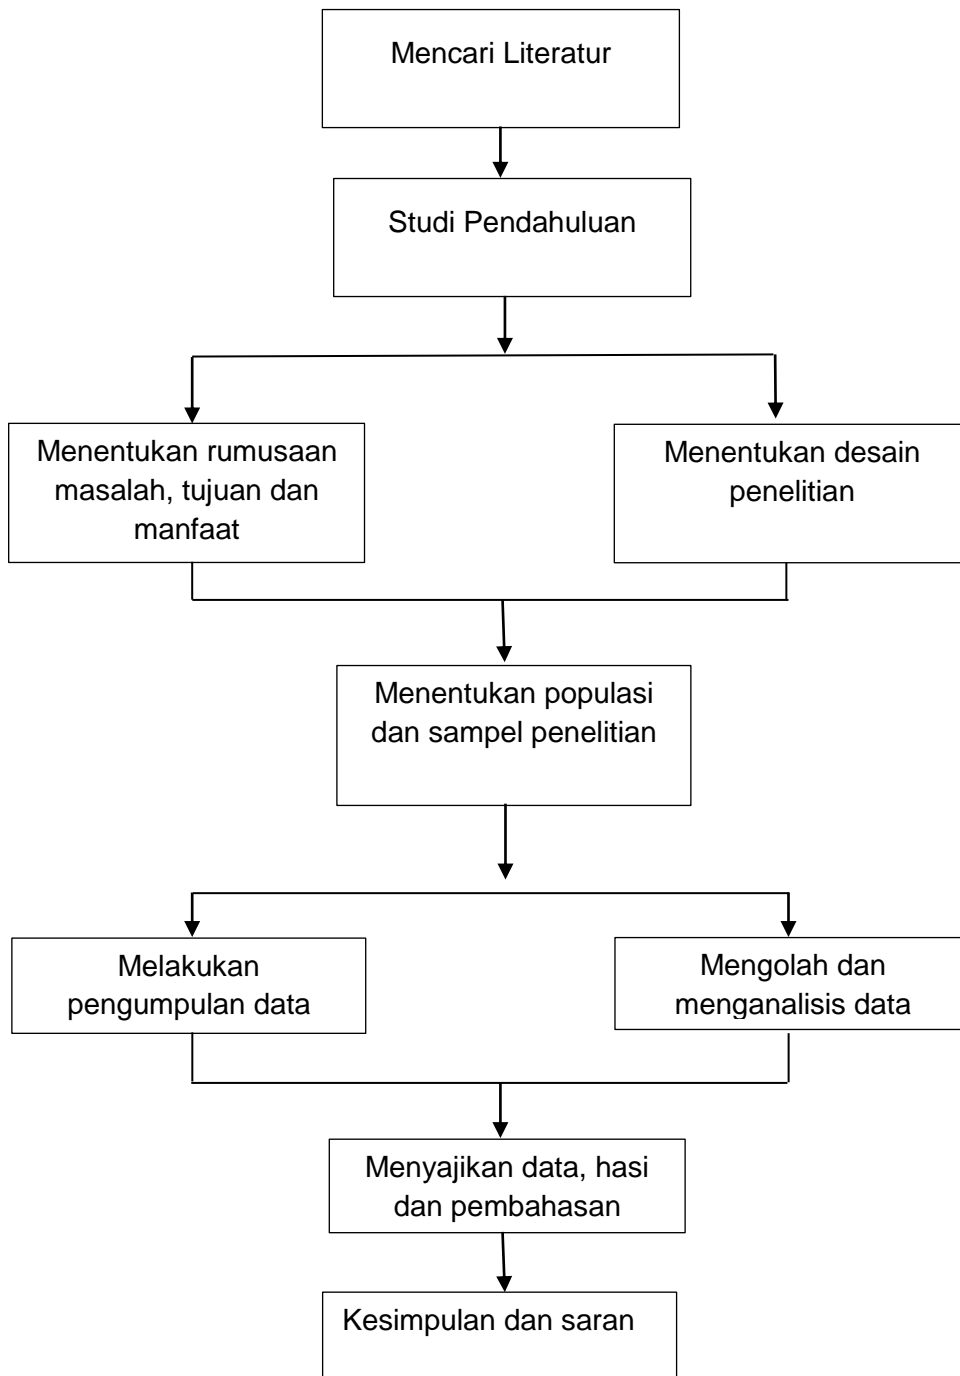 Mencari Literatur
Studi Pendahuluan
Menentukan rumusaan
masalah, tujuan dan
manfaat
Menentukan desain
penelitian
Menentukan populasi
dan sampel penelitian
Melakukan
pengumpulan data
Mengolah dan
menganalisis data
Menyajikan data, hasi
dan pembahasan
Kesimpulan dan saran